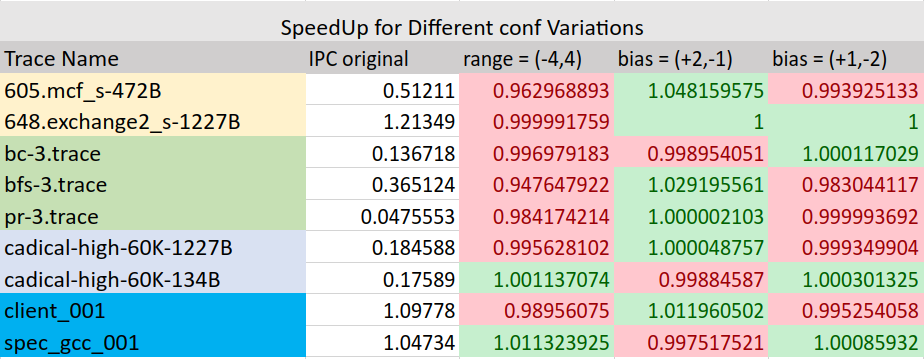 SpeedUp for Different conf Variations
Trace Name IPC original range = (-4,4) bias = (+2,-1) bias = (+1,-2)
605.mcf_s-472B 0.51211 0.962968893 1.048159575 0.993925133
648.exchange2_s-1227B 1.21349 0.999991759 1 1
bc-3.trace 0.136718 0.996979183 0.998954051 1.000117029
bfs-3.trace 0.365124 0.947647922 1.029195561 0.983044117
pr-3.trace 0.0475553 0.984174214 1.000002103 0.999993692
cadical-high-60K-1227B 0.184588 0.995628102 1.000048757 0.999349904
cadical-high-60K-134B 0.17589 1.001137074 0.99884587 1.000301325
client_001 1.09778 0.98956075 1.011960502 0.995254058
spec_gcc_001 1.04734 1.011323925 0.997517521 1.00085932